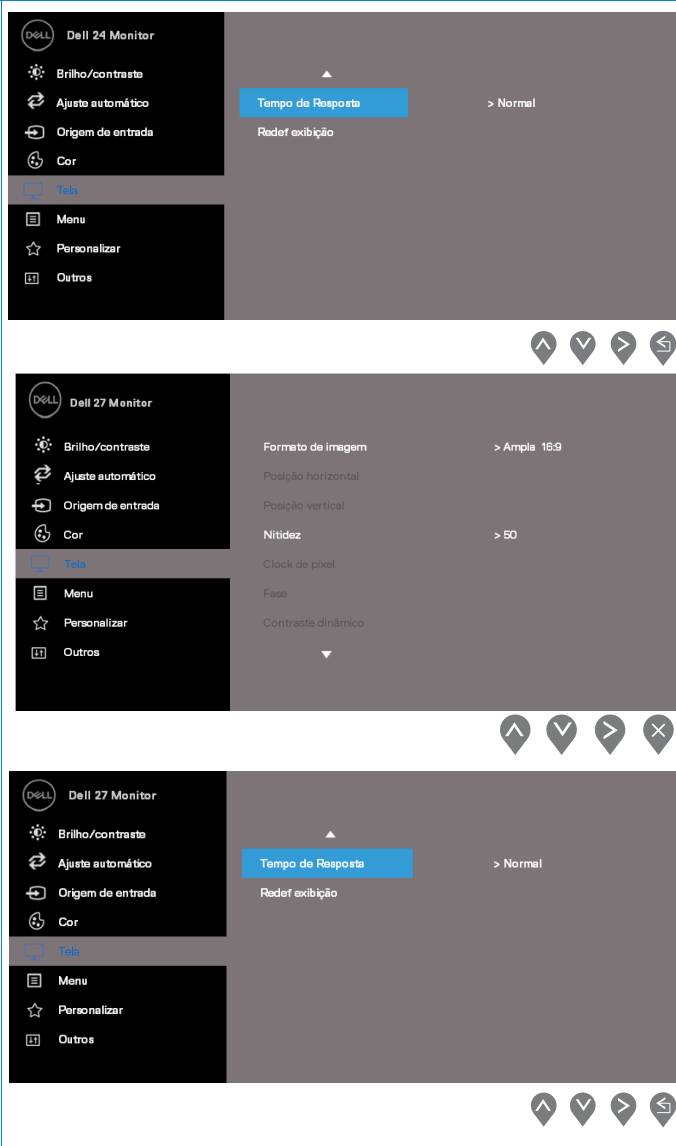 DELL Dell 24 Monitor
Brilho/contraste
Ajuste automático Tempo de Resposta > Normal
Origem de entrada Redef exibição
Cor
Tela
Menu
Personalizar
Outros
DELL Dell 27 Monitor
Brilho/contraste Formato de imagem > Ampla 16:9
Ajuste automático Posição horizontal
Origem de entrada Posição vertical
Cor Nitidez > 50
Tela Clock de pixel
Menu Fase
Personalizar Contraste dinâmico
Outros
DELL Dell 27 Monitor
Brilho/contraste
Ajuste automático Tempo de Resposta > Normal
Origem de entrada Redef exibição
Cor
Tela
Menu
Personalizar
Outros